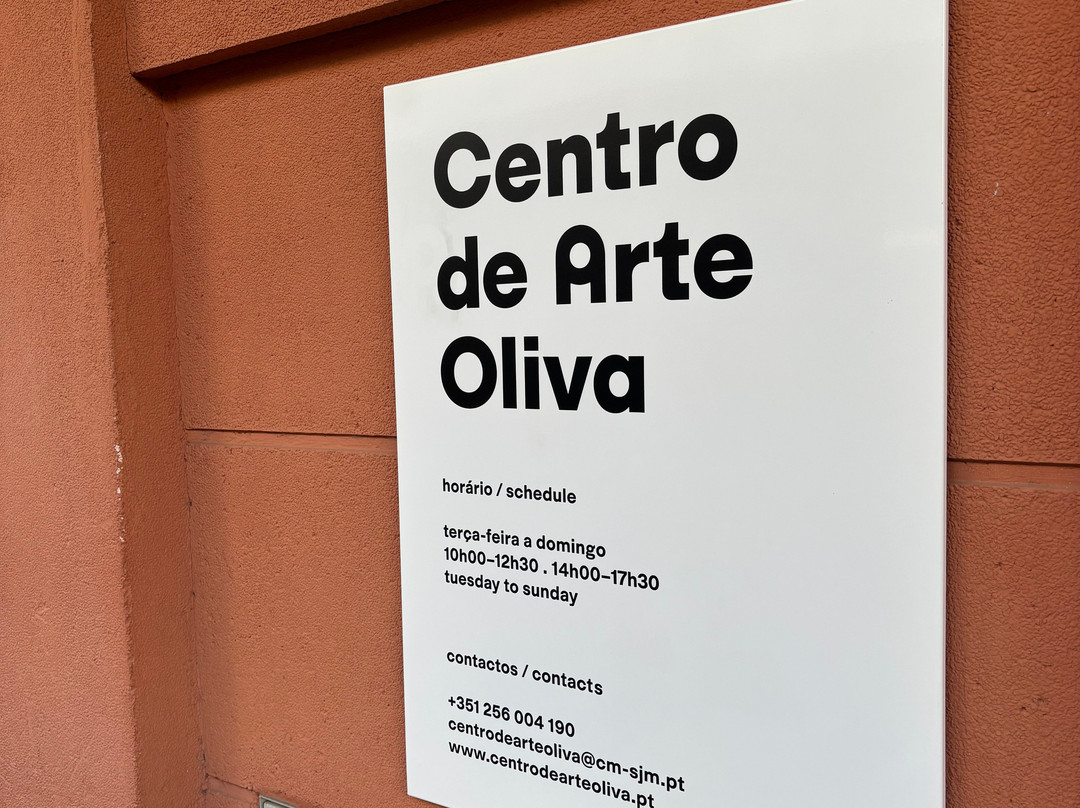 Centro
de Arte
Oliva
horário / schedule
terça-feira a domingo
10h00–12h30 . 14h00–17h30
tuesday to sunday
contactos / contacts
+351 256 004 190
centrodearteoliva@cm-sjm.pt
www.centrodearteoliva.pt